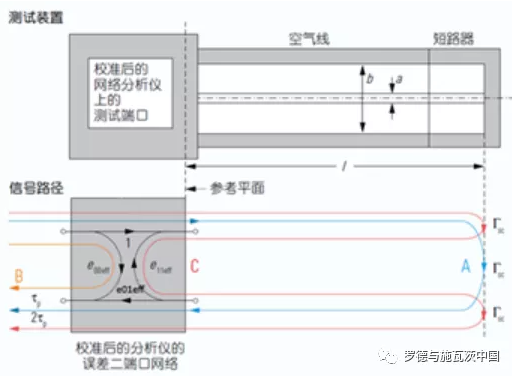 测试装置
空气线
短路器
校准后的
网络分析仪
上的
测试端口
b
a
l
信号路径
参考平面
1
Γsc
B
e00eff
e11eff
C
A
Γsc
e01eff
τp
2τp
Γsc
校准后的分析仪的
误差二端口网络
罗德与施瓦茨中国